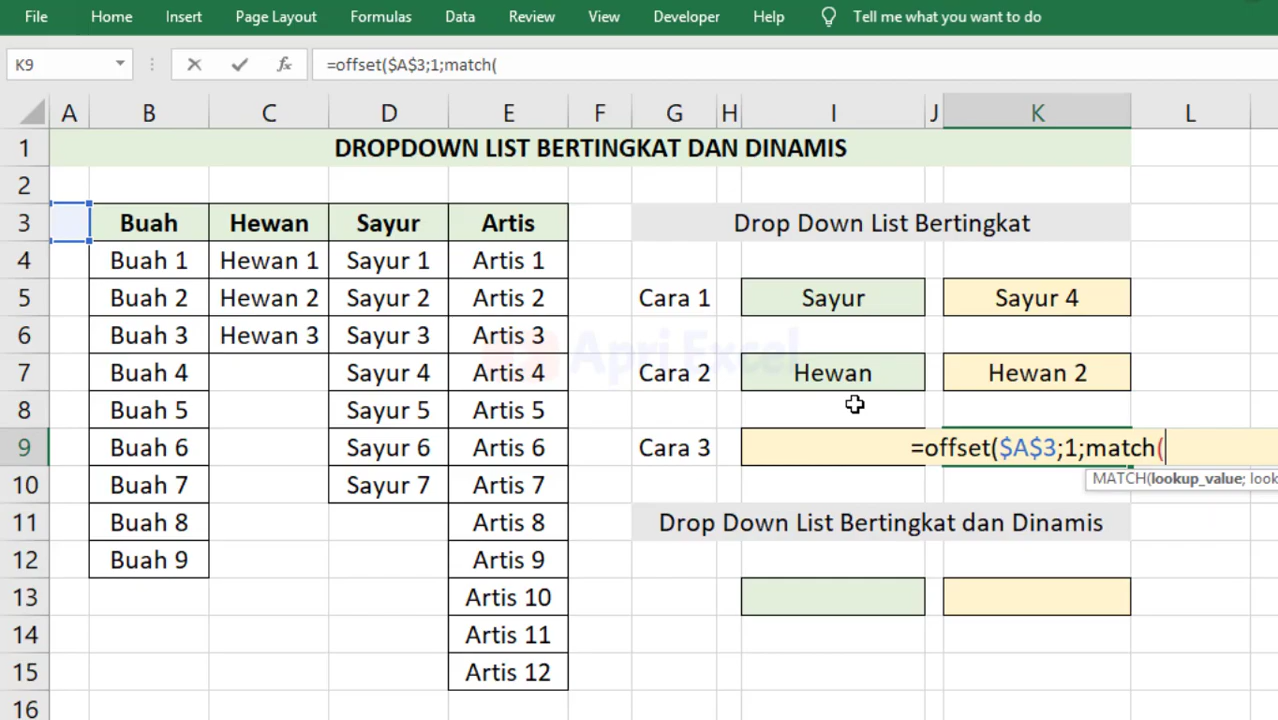 File Home Insert Page Layout Formulas Data Review View Developer Help Tell me what you want to do
K9 fx =offset($A$3;1;match(
A B C D E F G H I J K L
1 DROPDOWN LIST BERTINGKAT DAN DINAMIS
2
3 Buah Hewan Sayur Artis Drop Down List Bertingkat
4 Buah 1 Hewan 1 Sayur 1 Artis 1
5 Buah 2 Hewan 2 Sayur 2 Artis 2 Cara 1 Sayur Sayur 4
6 Buah 3 Hewan 3 Sayur 3 Artis 3
Apri Excel
7 Buah 4 Sayur 4 Artis 4 Cara 2 Hewan Hewan 2
8 Buah 5 Sayur 5 Artis 5
9 Buah 6 Sayur 6 Artis 6 Cara 3 =offset($A$3;1;match(
MATCH(lookup_value; look
10 Buah 7 Sayur 7 Artis 7
11 Buah 8 Artis 8 Drop Down List Bertingkat dan Dinamis
12 Buah 9 Artis 9
13 Artis 10
14 Artis 11
15 Artis 12
16